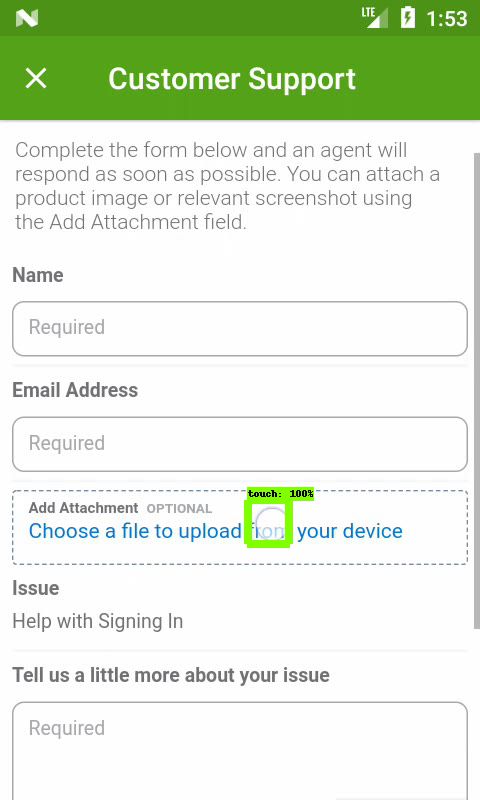 LTE 1:53
Customer Support
Complete the form below and an agent will
respond as soon as possible. You can attach a
product image or relevant screenshot using
the Add Attachment field.
Name
Required
Email Address
Required
touch: 100%
Add Attachment OPTIONAL
Choose a file to upload from your device
Issue
Help with Signing In
Tell us a little more about your issue
Required